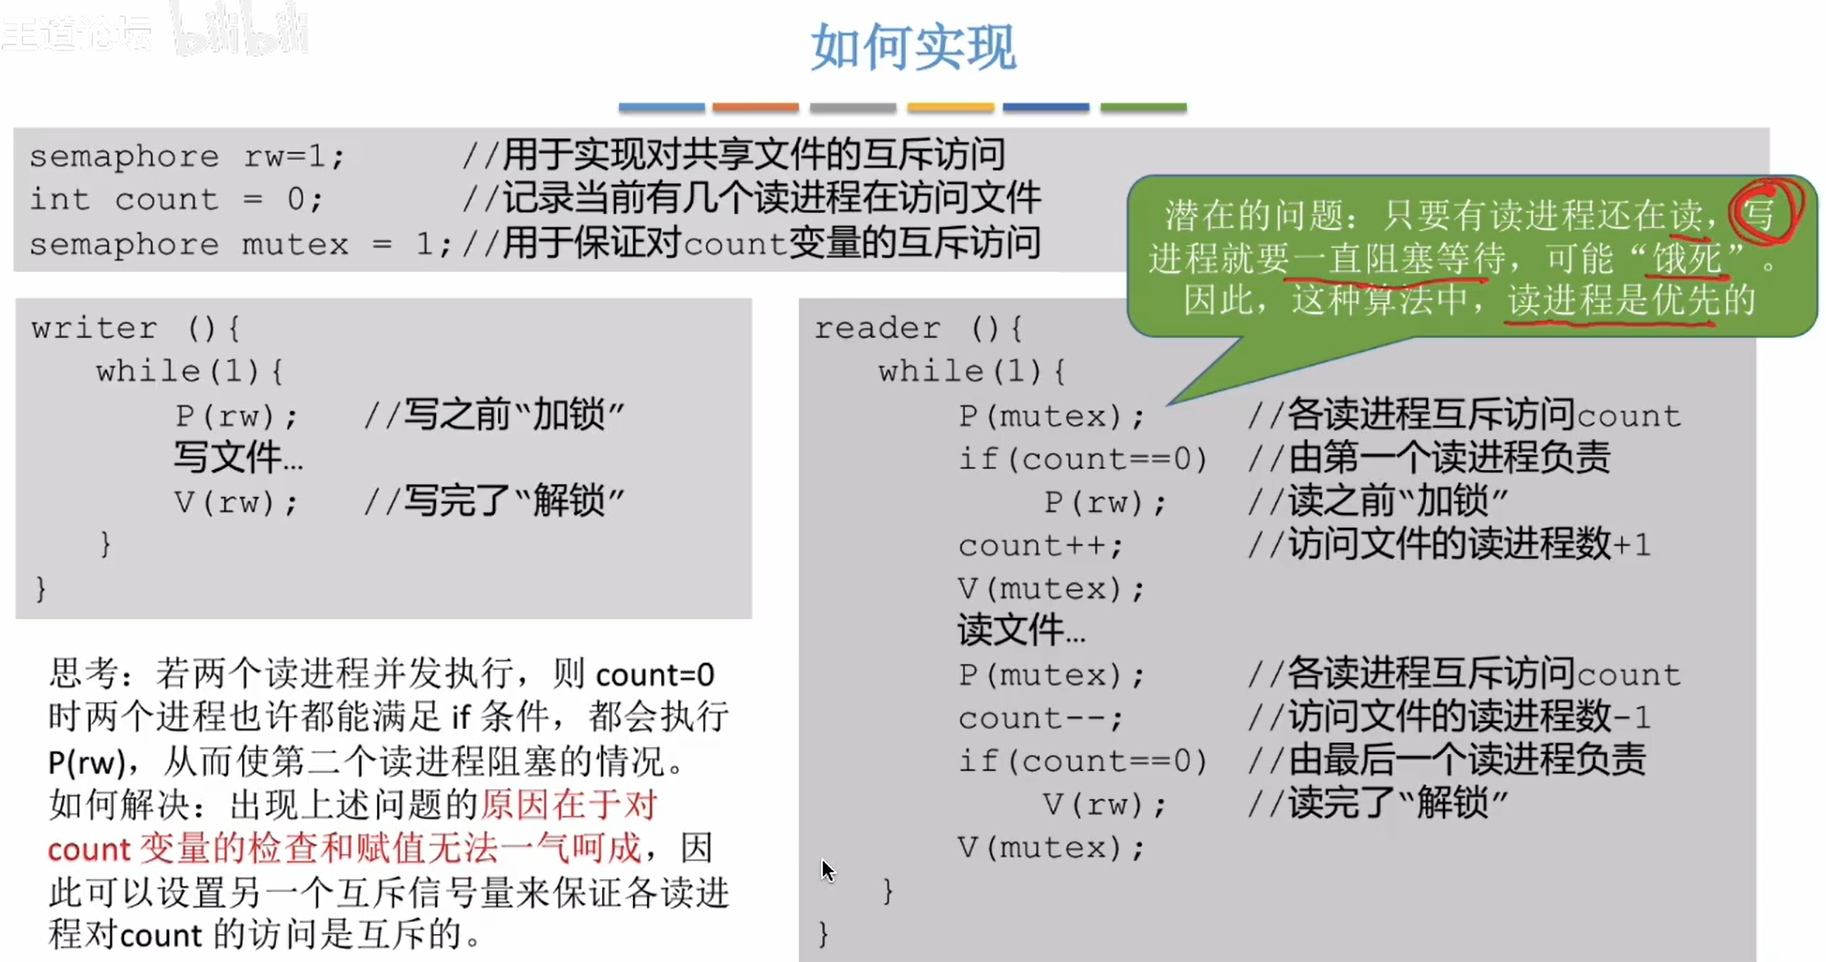 王道论坛 bilibili
如何实现
semaphore rw=1; //用于实现对共享文件的互斥访问
int count = 0; //记录当前有几个读进程在访问文件
semaphore mutex = 1; //用于保证对count变量的互斥访问
潜在的问题：只要有读进程还在读，写
进程就要一直阻塞等待，可能“饿死”。
因此，这种算法中，读进程是优先的
writer (){
while(1){
P(rw); //写之前“加锁”
写文件…
V(rw); //写完了“解锁”
}
}
思考：若两个读进程并发执行，则 count=0
时两个进程也许都能满足 if 条件，都会执行
P(rw)，从而使第二个读进程阻塞的情况。
如何解决：出现上述问题的原因在于对
count 变量的检查和赋值无法一气呵成，因
此可以设置另一个互斥信号量来保证各读进
程对count 的访问是互斥的。
reader (){
while(1){
P(mutex); //各读进程互斥访问count
if(count==0) //由第一个读进程负责
P(rw); //读之前“加锁”
count++; //访问文件的读进程数+1
V(mutex);
读文件…
P(mutex); //各读进程互斥访问count
count--; //访问文件的读进程数-1
if(count==0) //由最后一个读进程负责
V(rw); //读完了“解锁”
V(mutex);
}
}